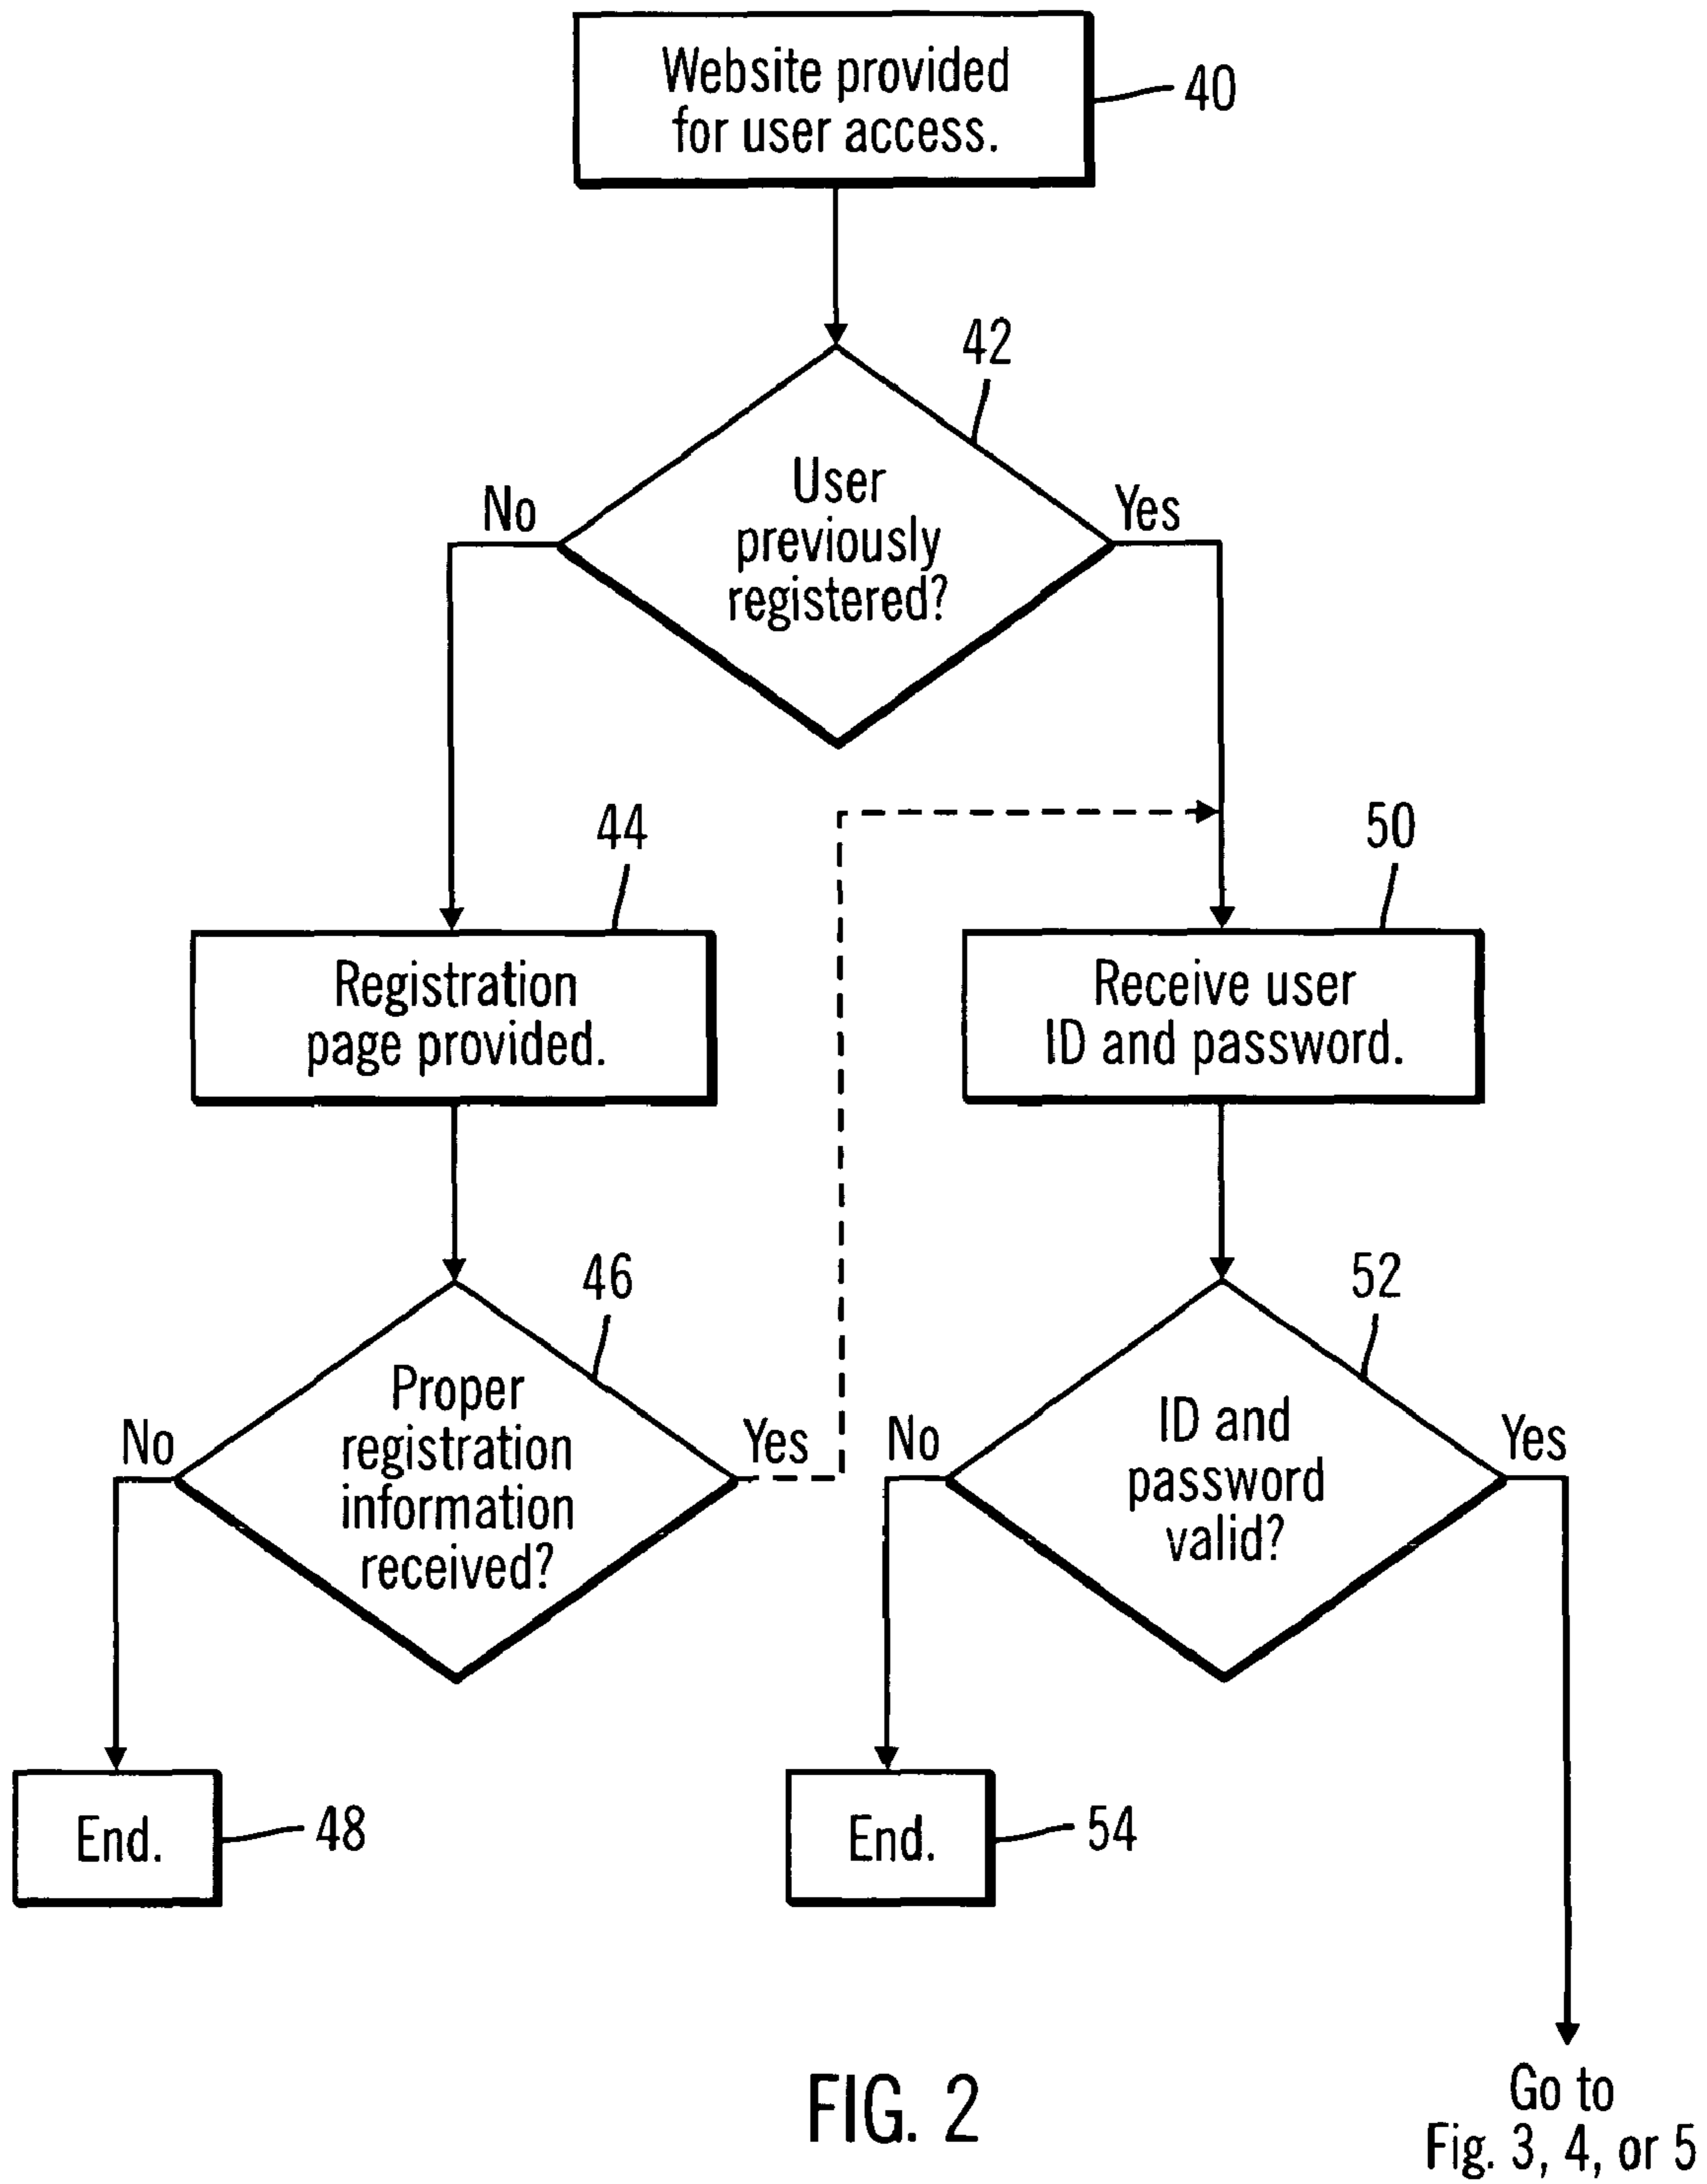 Website provided
for user access.
40
42
User
previously
registered?
No
Yes
44
50
Registration
page provided.
Receive user
ID and password.
46
52
Proper
registration
information
received?
No
Yes
ID and
password
valid?
No
Yes
End.
48
End.
54
FIG. 2
Go to
Fig. 3, 4, or 5